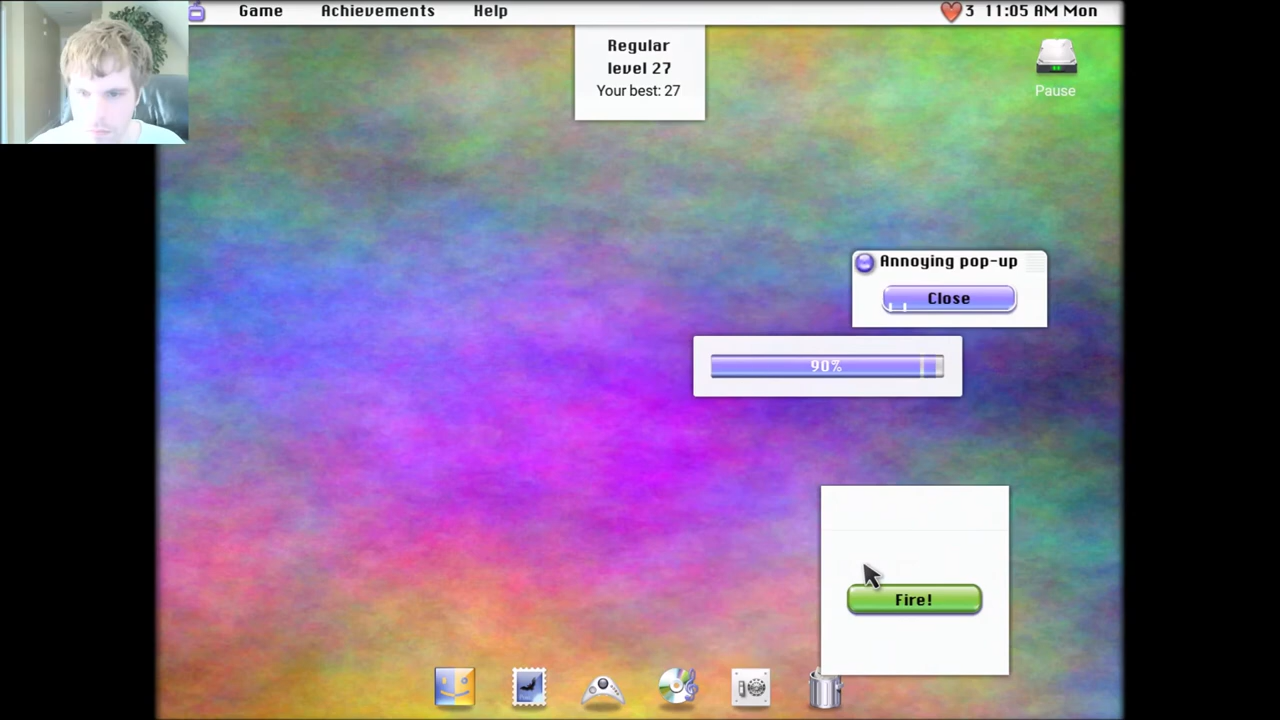 Game Achievements Help 3 11:05 AM Mon
Regular
level 27
Your best: 27
Pause
Annoying pop-up
Close
90%
Fire!